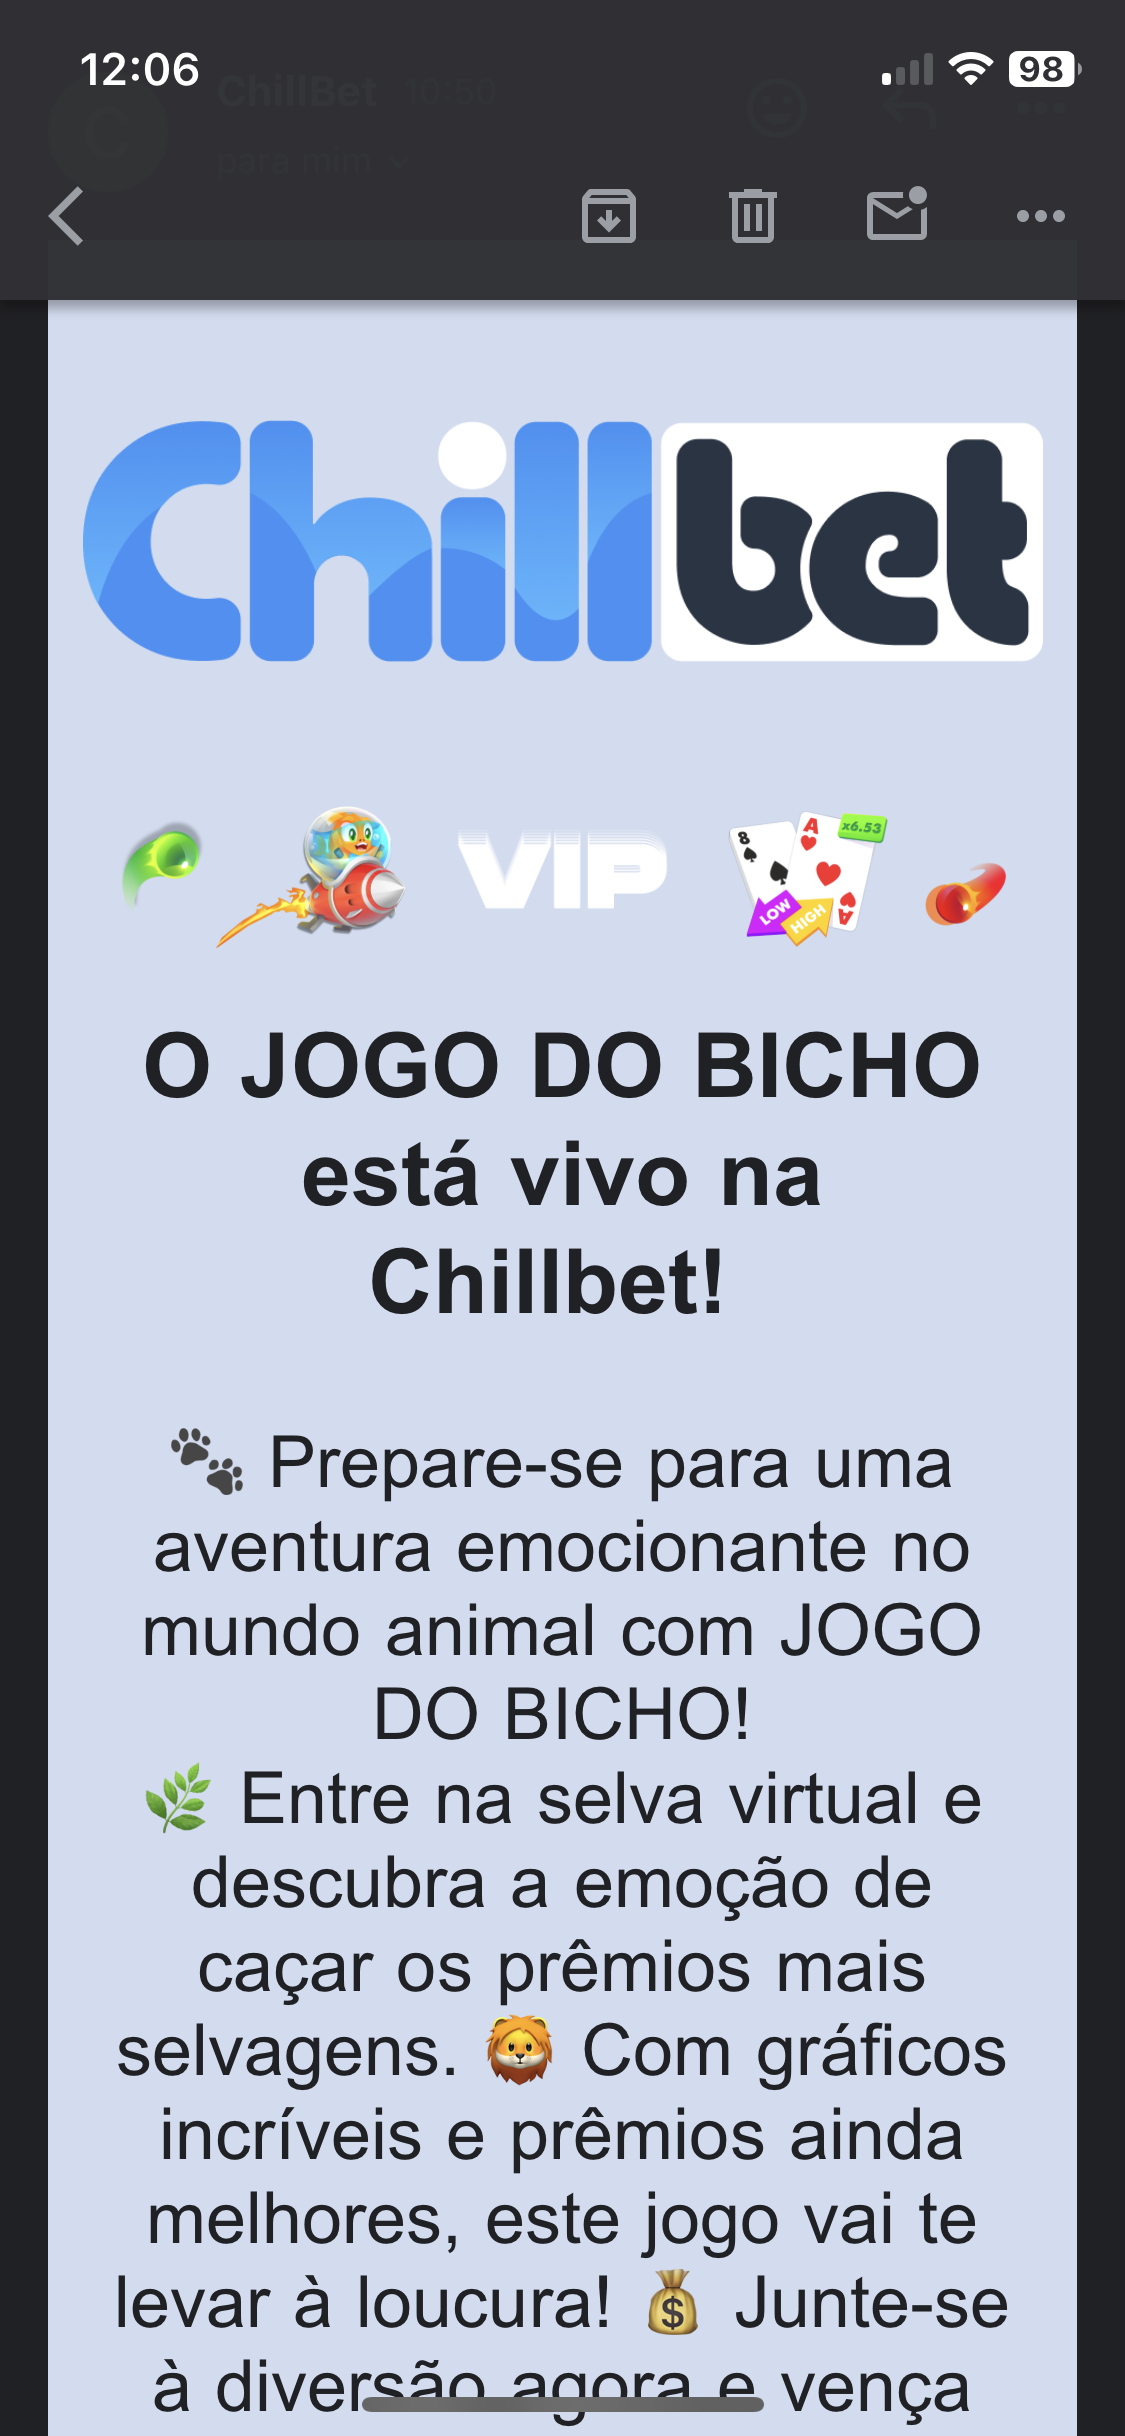 12:06
98
ChillBet 10:50
para mim
Chillbet
VIP
8
A
x6.53
A
LOW
HIGH
O JOGO DO BICHO
está vivo na
Chillbet!
🐾 Prepare-se para uma
aventura emocionante no
mundo animal com JOGO
DO BICHO!
🌿 Entre na selva virtual e
descubra a emoção de
caçar os prêmios mais
selvagens. 🦁 Com gráficos
incríveis e prêmios ainda
melhores, este jogo vai te
levar à loucura! 💰 Junte-se
à diversão agora e vença